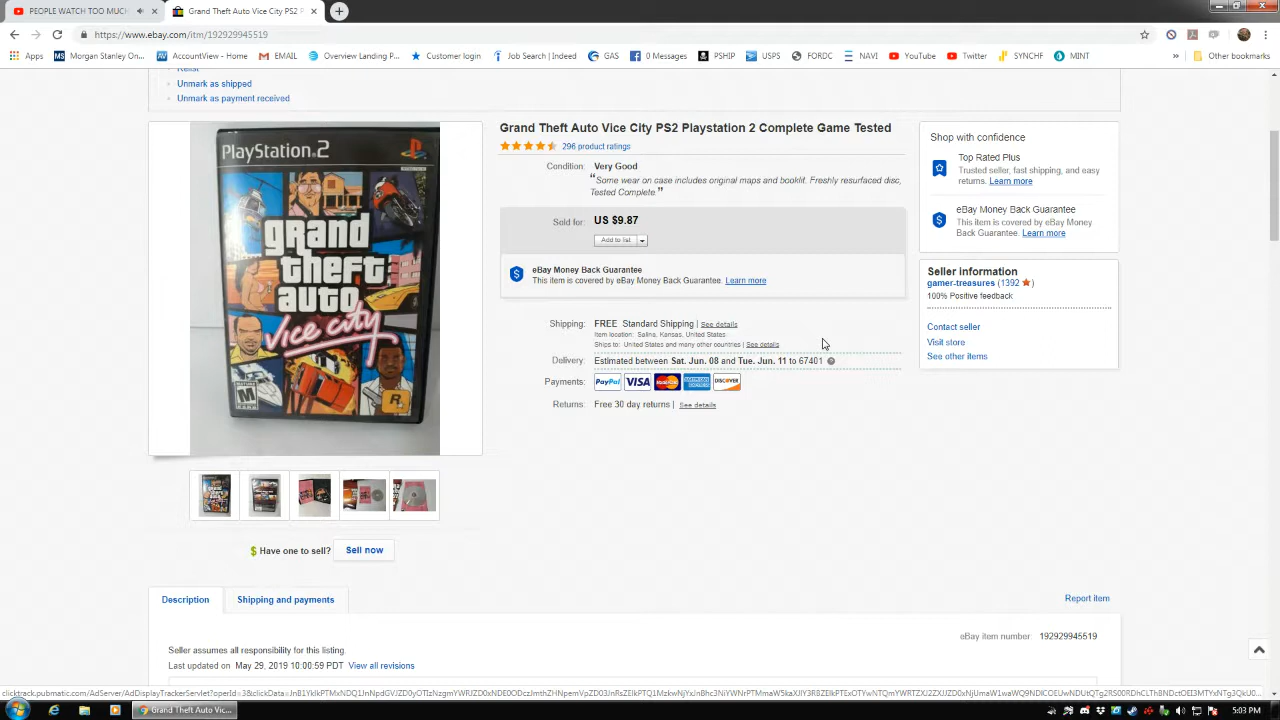 PEOPLE WATCH TOO MUCH
Grand Theft Auto Vice City PS2 P
https://www.ebay.com/itm/192929945519
Apps
Morgan Stanley On...
AccountView - Home
EMAIL
Overview Landing P...
Customer login
Job Search | Indeed
GAS
0 Messages
PSHIP
USPS
FORDC
NAVI
YouTube
Twitter
SYNCHF
MINT
»
Other bookmarks
Relist
Unmark as shipped
Unmark as payment received
PlayStation.2
grand
theft
auto
Vice City
MATURE
M
R
Grand Theft Auto Vice City PS2 Playstation 2 Complete Game Tested
296 product ratings
Condition: Very Good
“Some wear on case includes original maps and booklit. Freshly resurfaced disc,
Tested Complete.”
Sold for: US $9.87
Add to list
eBay Money Back Guarantee
This item is covered by eBay Money Back Guarantee. Learn more
Shipping: FREE Standard Shipping | See details
Item location: Salina, Kansas, United States
Ships to: United States and many other countries | See details
Delivery: Estimated between Sat. Jun. 08 and Tue. Jun. 11 to 67401
Payments: PayPal VISA MasterCard DISCOVER
Returns: Free 30 day returns | See details
Shop with confidence
Top Rated Plus
Trusted seller, fast shipping, and easy
returns. Learn more
eBay Money Back Guarantee
This item is covered by eBay Money Back
Guarantee. Learn more
Seller information
gamer-treasures (1392 )
100% Positive feedback
Contact seller
Visit store
See other items
$ Have one to sell? Sell now
Description
Shipping and payments
Report item
eBay item number: 192929945519
Seller assumes all responsibility for this listing.
Last updated on May 29, 2019 10:00:59 PDT View all revisions
Grand Theft Auto Vic...
5:03 PM